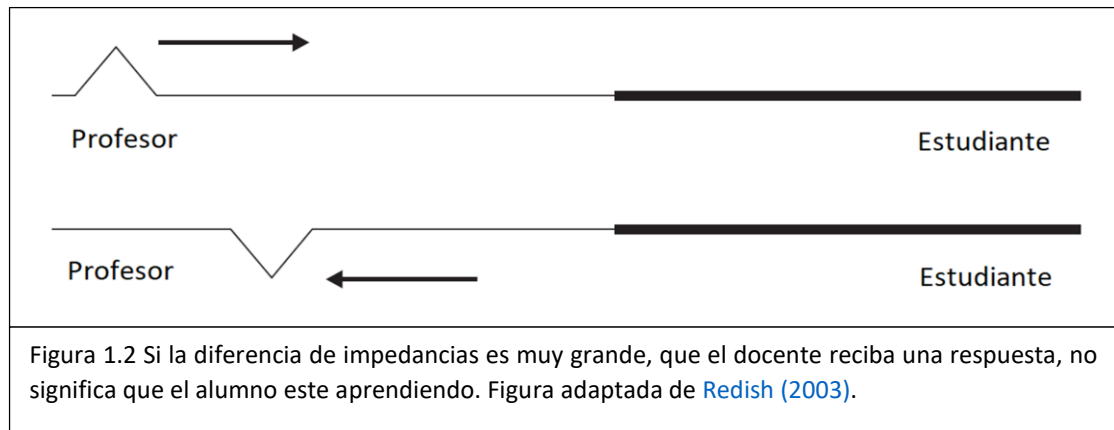 Profesor
Estudiante
Profesor
Estudiante
Figura 1.2 Si la diferencia de impedancias es muy grande, que el docente reciba una respuesta, no
significa que el alumno este aprendiendo. Figura adaptada de Redish (2003).